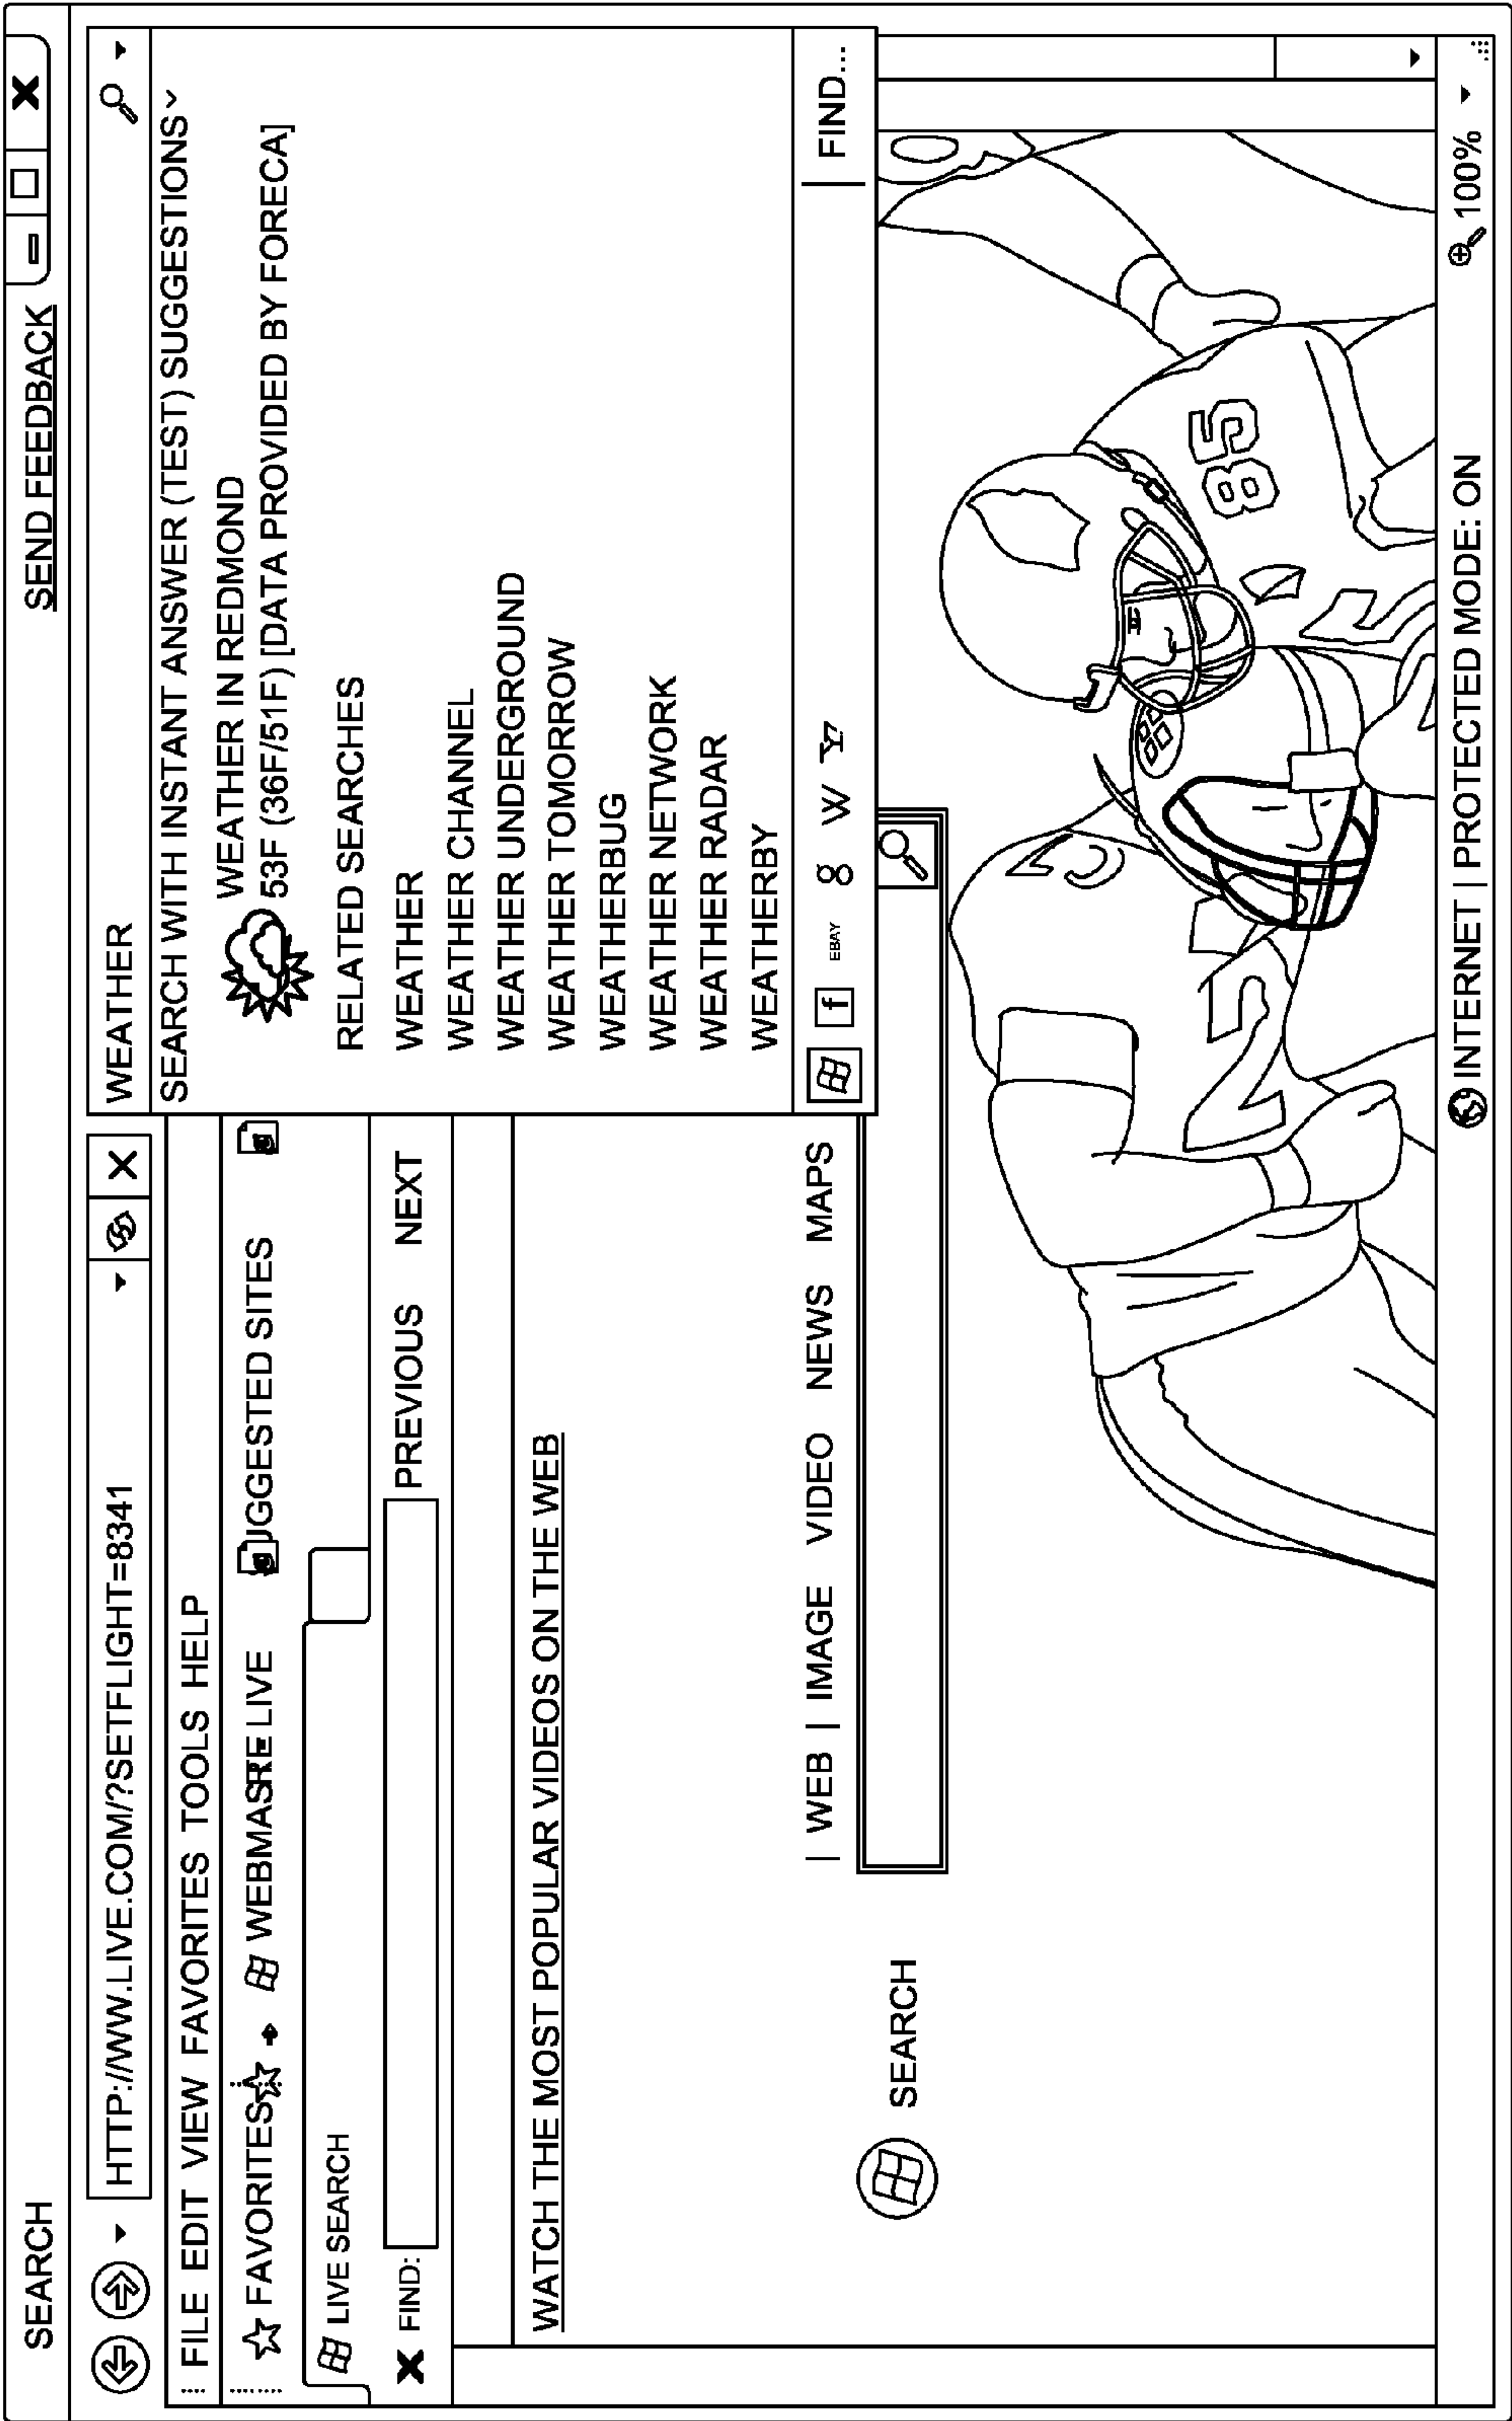 SEARCH SEND FEEDBACK
HTTP://WW.LIVE.COM/?SETFLIGHT=8341 WEATHER
SEARCH WITH INSTANT ANSWER (TEST) SUGGESTIONS
FILE EDIT VIEW FAVORITES TOOLS HELP
WEATHER IN REDMOND
FAVORITES LIVE UGGESTED SITES
53F (36F/51F) [DATA PROVIDED BY FORECA]
LIVE SEARCH
RELATED SEARCHES
X FIND: PREVIOUS NEXT
WEATHER
WEATHER CHANNEL
WEATHER UNDERGROUND
WATCH THE MOST POPULAR VIDEOS ON THE WEB
WEATHER TOMORROW
WEATHERBUG
WEATHER NETWORK
WEATHER RADAR
WEATHERBY
| WEB | IMAGE VIDEO NEWS MAPS
f EBAY g W Y! FIND...
SEARCH
85
2
INTERNET | PROTECTED MODE: ON 100%